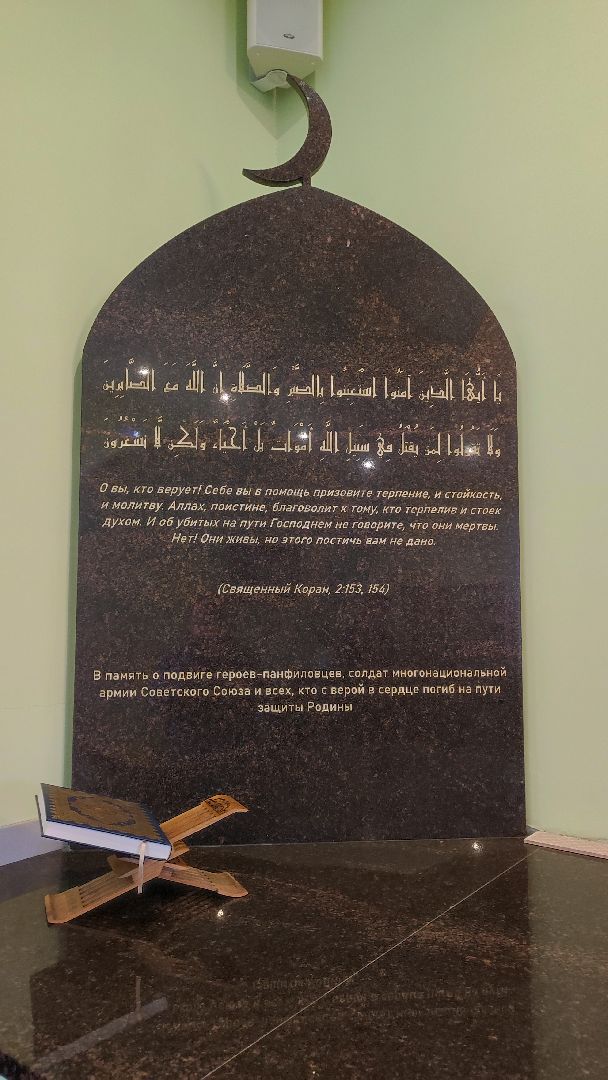 يَا أَيُّهَا الَّذِينَ آمَنُوا اسْتَعِينُوا بِالصَّبْرِ وَالصَّلَاةِ إِنَّ اللَّهَ مَعَ الصَّابِرِينَ
وَلَا تَقُولُوا لِمَن يُقْتَلُ فِي سَبِيلِ اللَّهِ أَمْوَاتٌ بَلْ أَحْيَاءٌ وَلَكِن لَّا تَشْعُرُونَ
О вы, кто верует! Себе вы в помощь призовите терпение, и стойкость,
и молитву. Аллах, поистине, благоволит к тому, кто терпелив и стоек
духом. И об убитых на пути Господнем не говорите, что они мертвы.
Нет! Они живы, но этого постичь вам не дано.
(Священный Коран, 2:153, 154)
В память о подвиге героев-панфиловцев, солдат многонациональной
армии Советского Союза и всех, кто с верой в сердце погиб на пути
защиты Родины